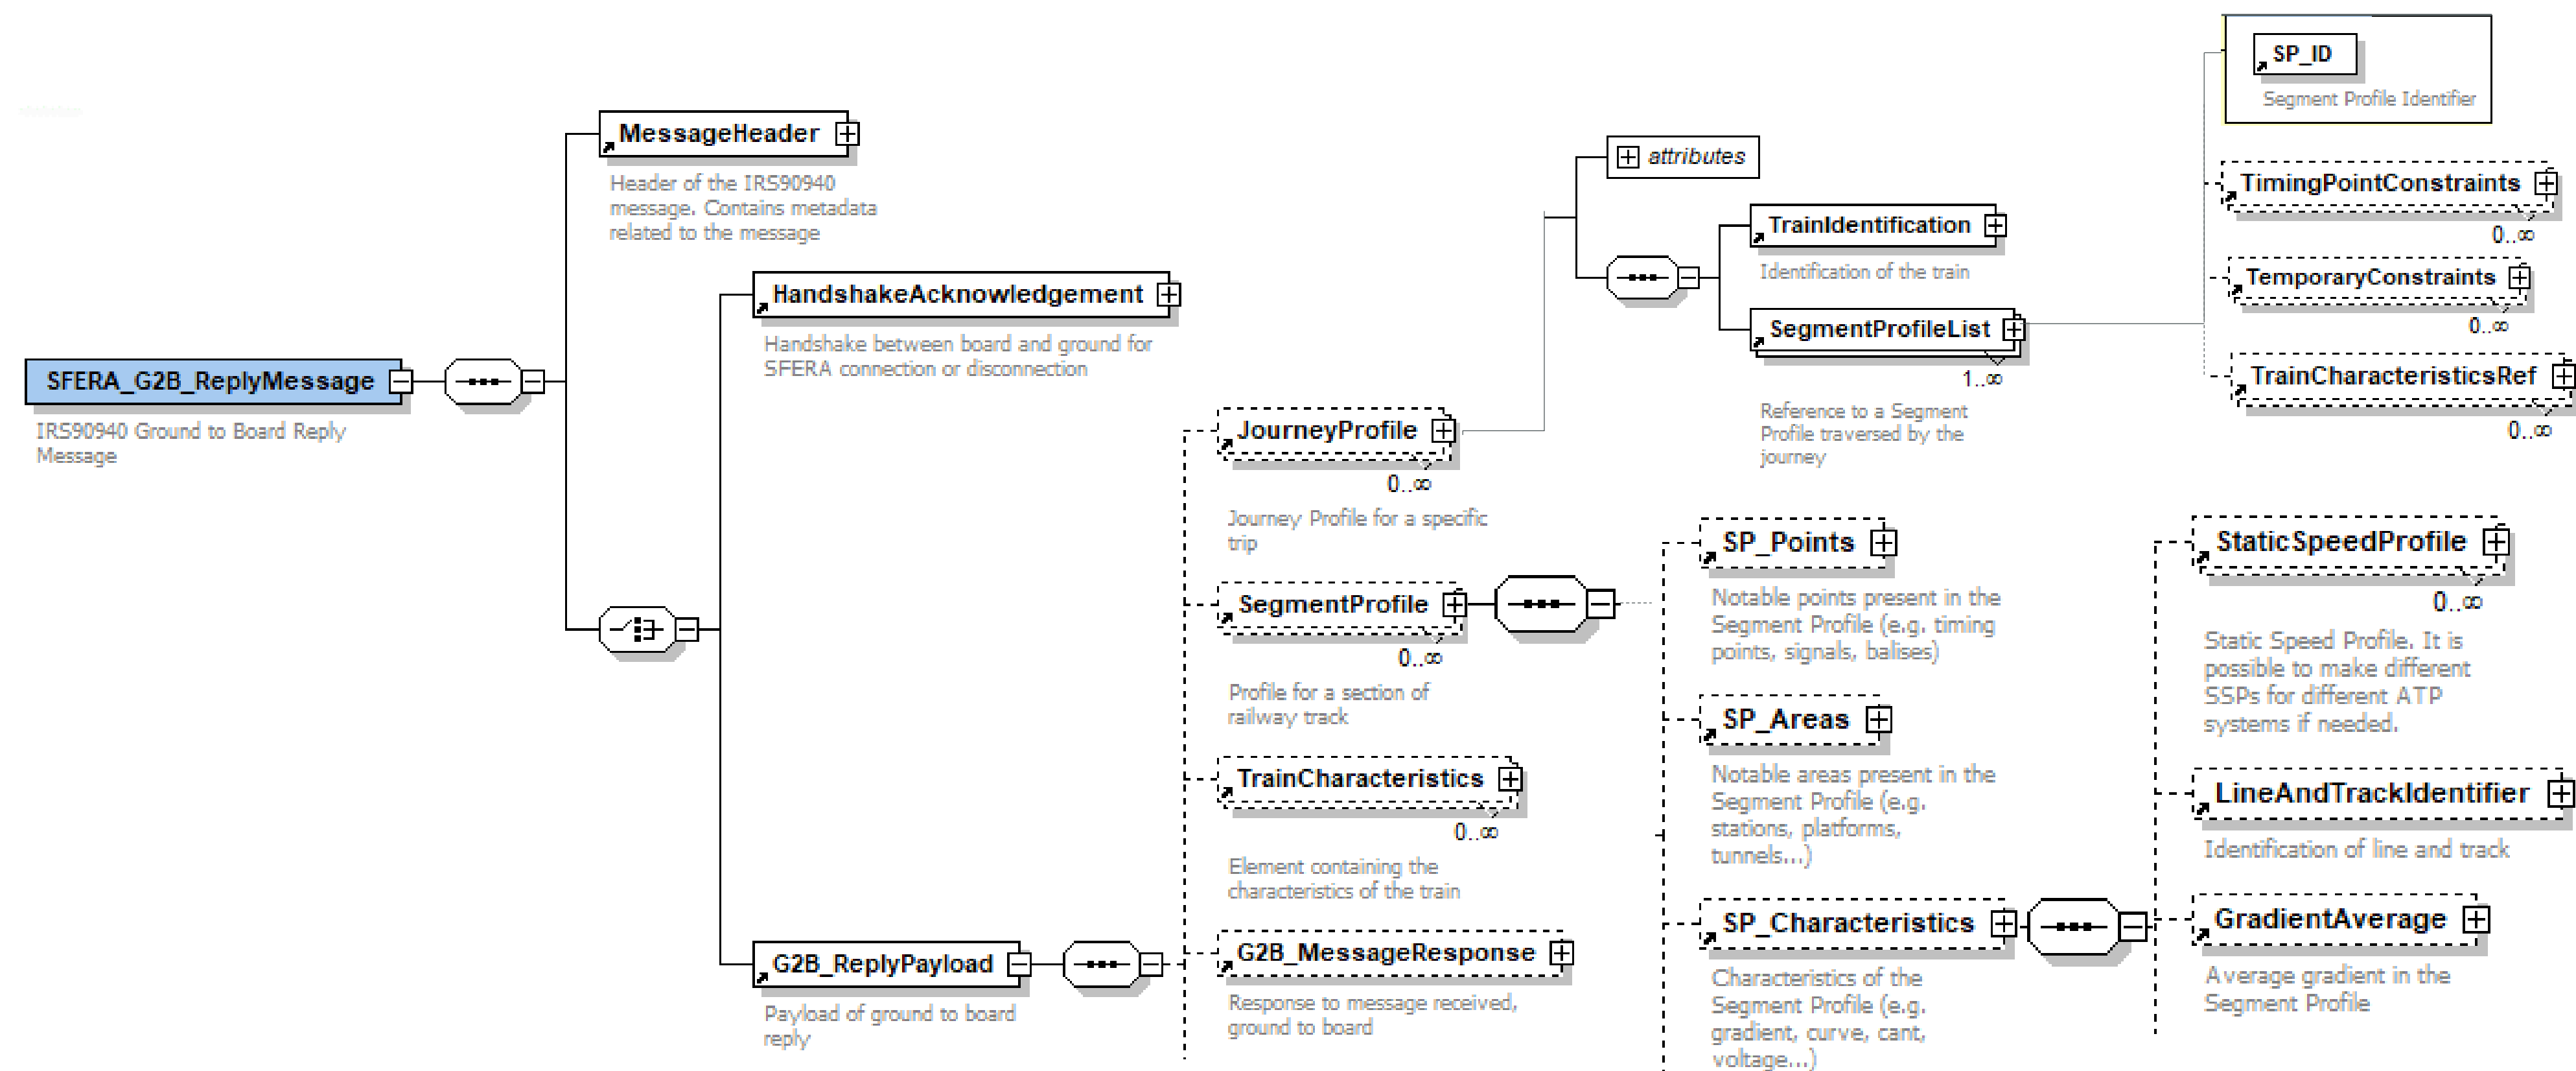 SFERA_G2B_ReplyMessage
IRS90940 Ground to Board Reply
Message
MessageHeader
Header of the IRS90940
message. Contains metadata
related to the message
HandshakeAcknowledgement
Handshake between board and ground for
SFERA connection or disconnection
G2B_ReplyPayload
Payload of ground to board
reply
JourneyProfile
0..∞
Journey Profile for a specific
trip
SegmentProfile
0..∞
Profile for a section of
railway track
TrainCharacteristics
0..∞
Element containing the
characteristics of the train
G2B_MessageResponse
Response to message received,
ground to board
attributes
TrainIdentification
Identification of the train
SegmentProfileList
1..∞
Reference to a Segment
Profile traversed by the
journey
SP_ID
Segment Profile Identifier
TimingPointConstraints
0..∞
TemporaryConstraints
0..∞
TrainCharacteristicsRef
0..∞
SP_Points
Notable points present in the
Segment Profile (e.g. timing
points, signals, balises)
SP_Areas
Notable areas present in the
Segment Profile (e.g.
stations, platforms,
tunnels...)
SP_Characteristics
Characteristics of the
Segment Profile (e.g.
gradient, curve, cant,
voltage...)
StaticSpeedProfile
0..∞
Static Speed Profile. It is
possible to make different
SSPs for different ATP
systems if needed.
LineAndTrackIdentifier
Identification of line and track
GradientAverage
Average gradient in the
Segment Profile